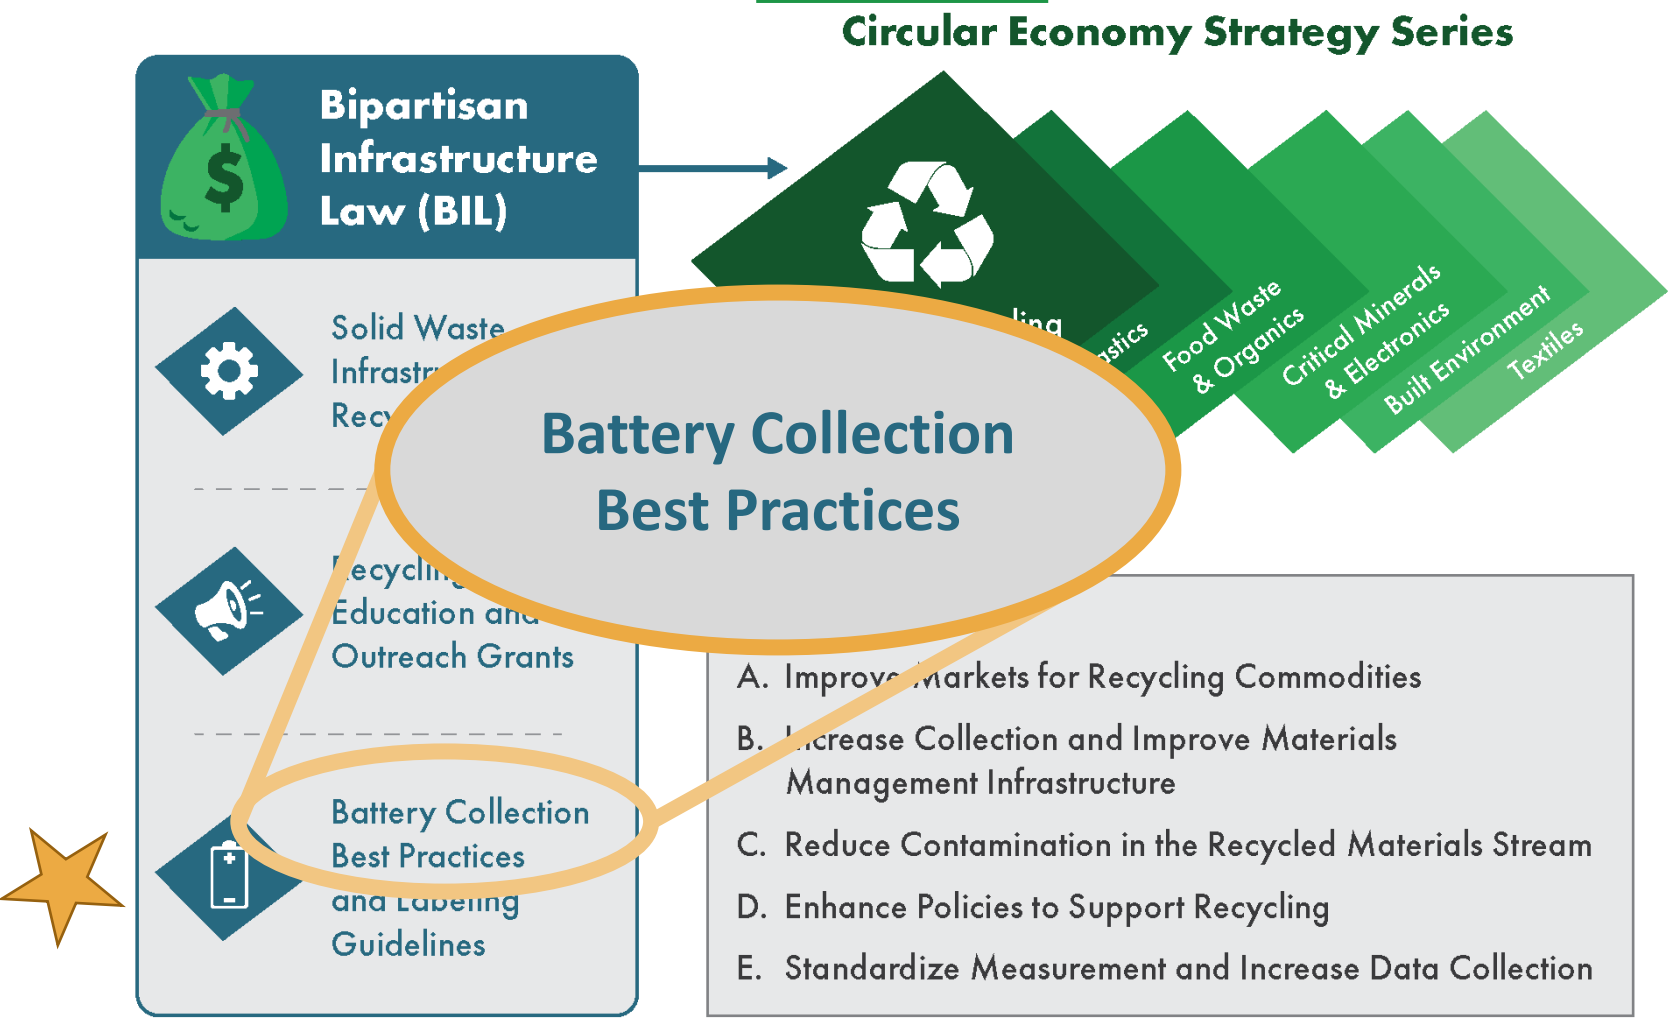 Circular Economy Strategy Series
Bipartisan
Infrastructure
Law (BIL)
$
Solid Waste
Education and
Outreach Grants
Battery Collection
Best Practices
and Labeling
Guidelines
Food Waste
& Organics
Critical Minerals
& Electronics
Built Environment
Textiles
Battery Collection
Best Practices
A. Improve Markets for Recycling Commodities
B. Increase Collection and Improve Materials
Management Infrastructure
C. Reduce Contamination in the Recycled Materials Stream
D. Enhance Policies to Support Recycling
E. Standardize Measurement and Increase Data Collection